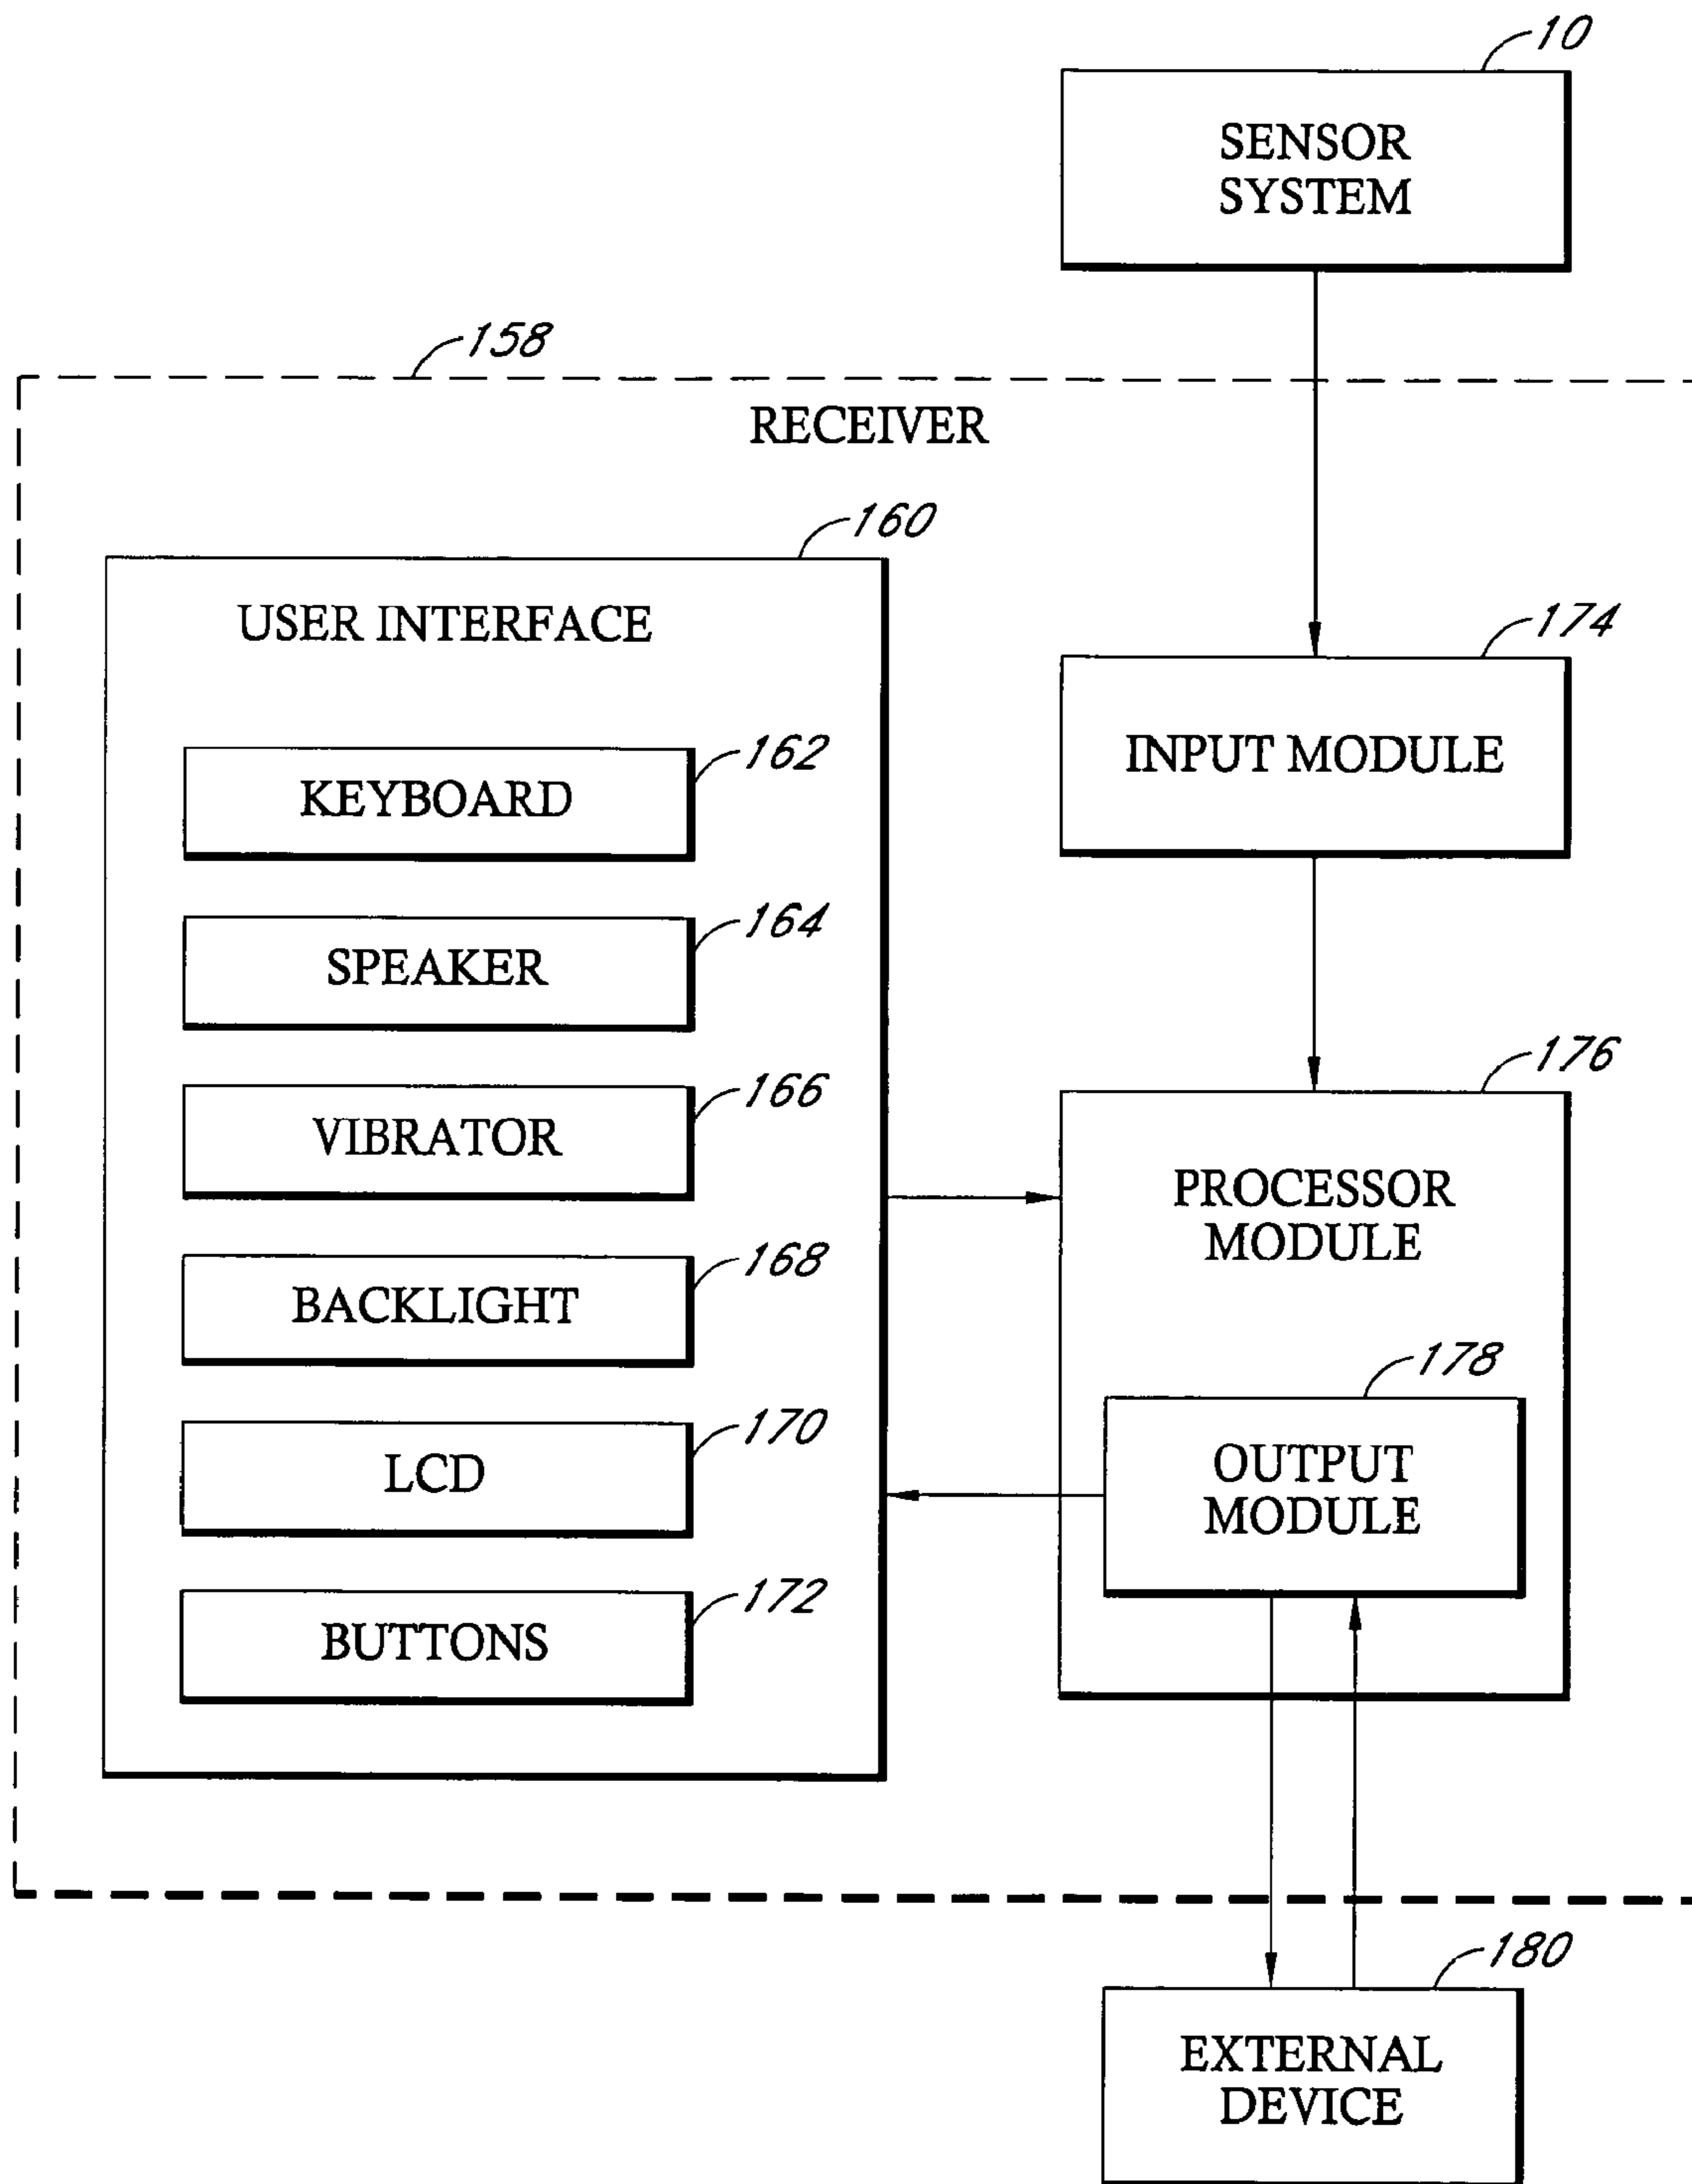 10
SENSOR
SYSTEM
158
RECEIVER
160
USER INTERFACE
174
INPUT MODULE
162
KEYBOARD
164
SPEAKER
166
VIBRATOR
168
BACKLIGHT
170
LCD
172
BUTTONS
176
PROCESSOR
MODULE
178
OUTPUT
MODULE
180
EXTERNAL
DEVICE